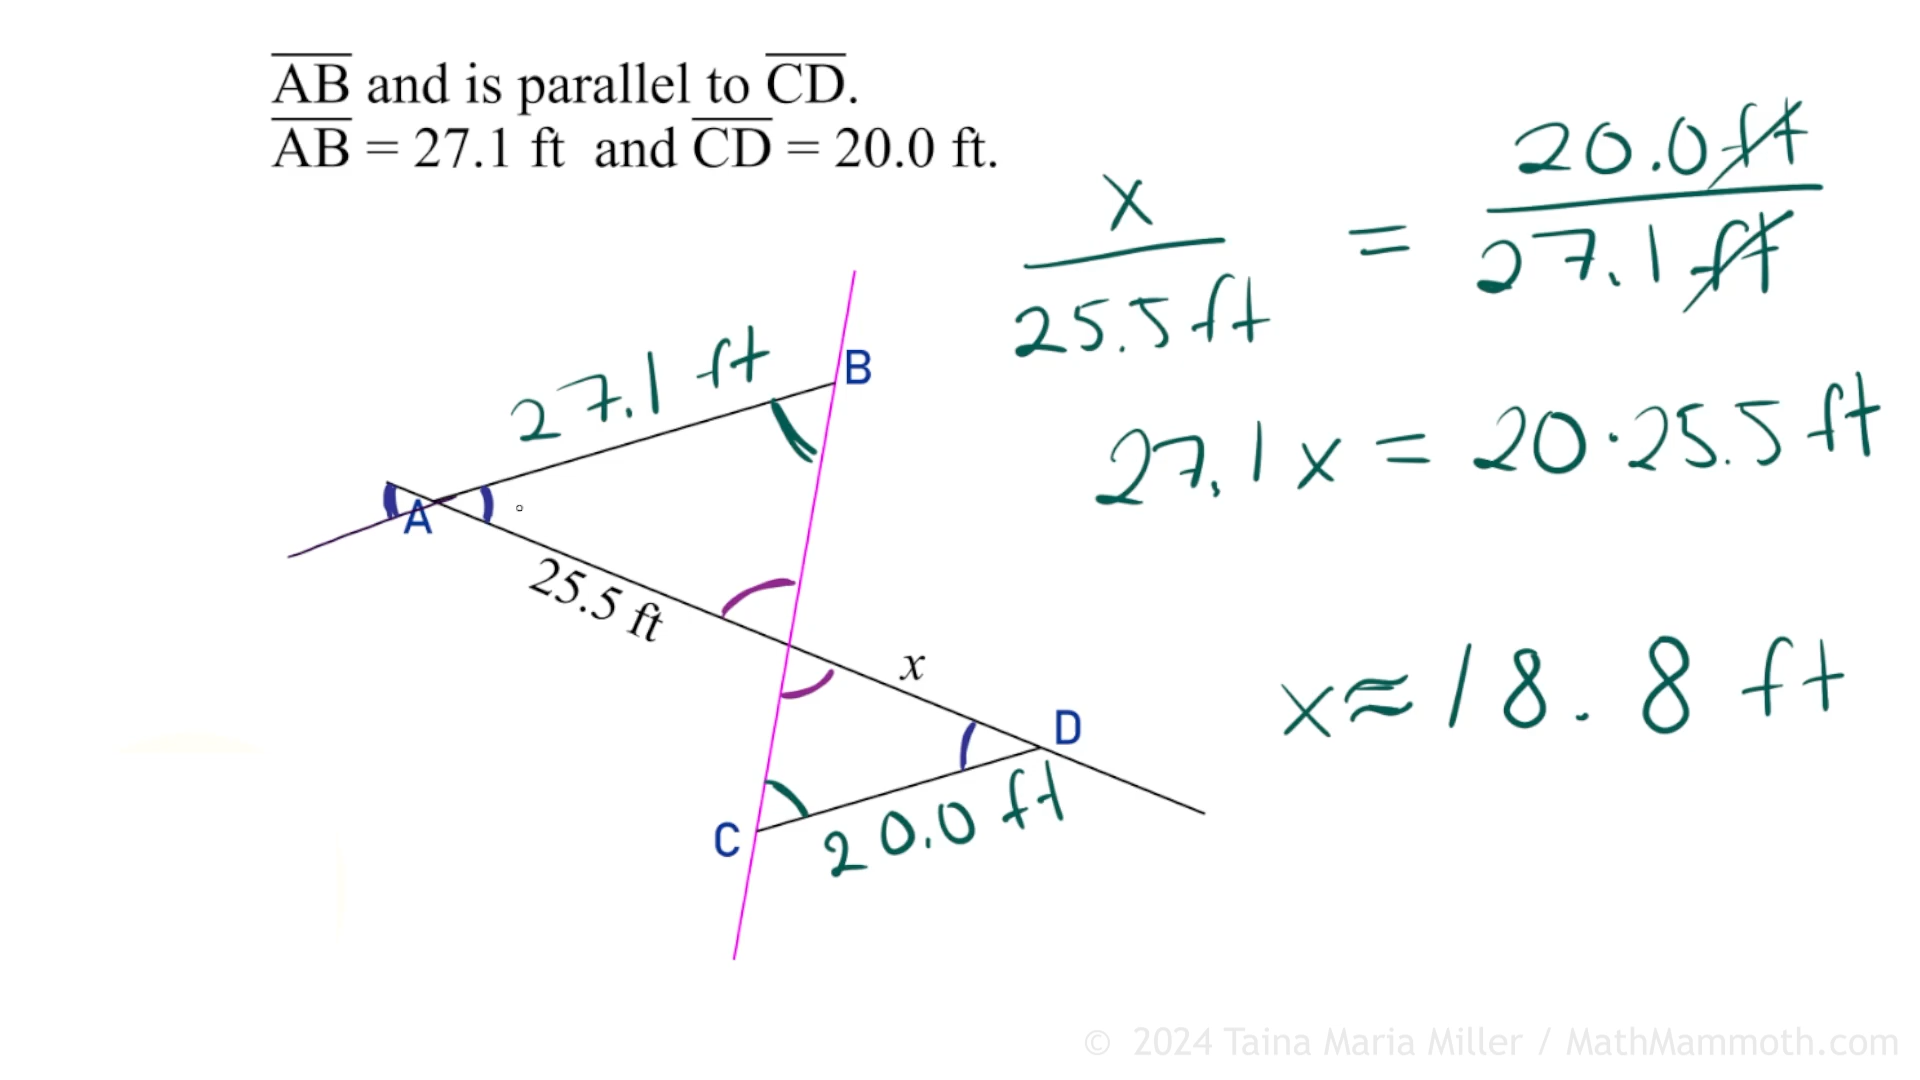 AB and is parallel to CD.
AB = 27.1 ft and CD = 20.0 ft.
x / 25.5 ft = 20.0 ft / 27.1 ft
27.1 x = 20 · 25.5 ft
x ≈ 18.8 ft
27.1 ft
B
A
25.5 ft
x
D
C
20.0 ft
© 2024 Taina Maria Miller / MathMammoth.com